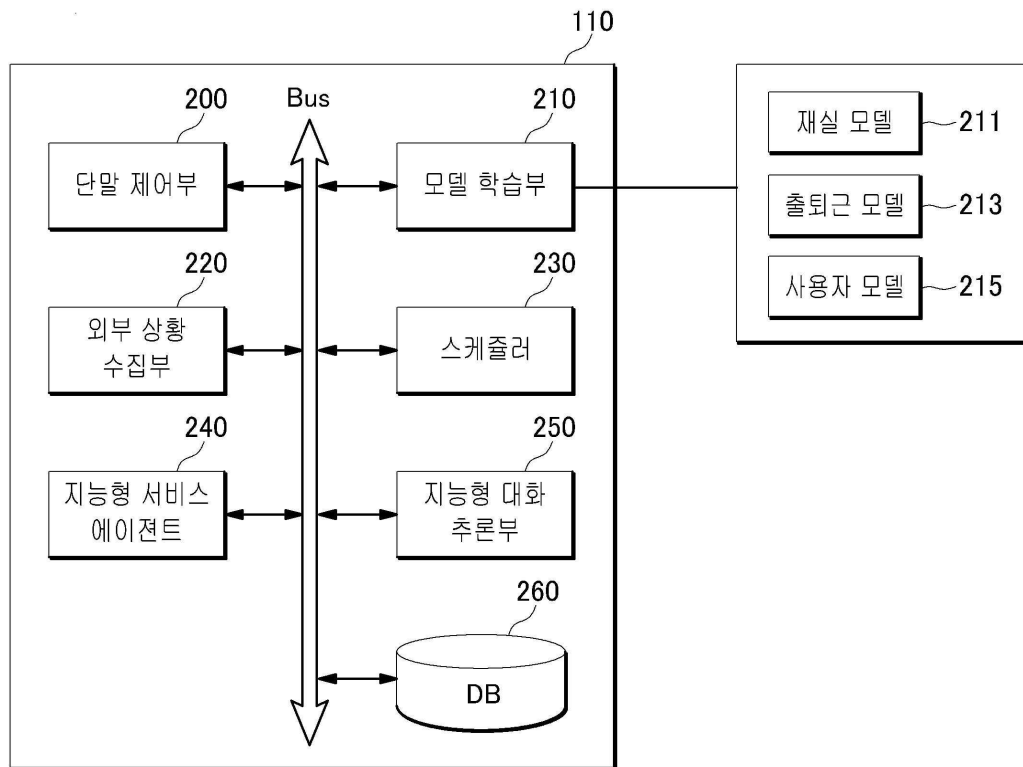 110
200
Bus
210
단말 제어부
모델 학습부
재실 모델
211
출퇴근 모델
213
사용자 모델
215
220
230
외부 상황
수집부
스케쥴러
240
250
지능형 서비스
에이젼트
지능형 대화
추론부
260
DB